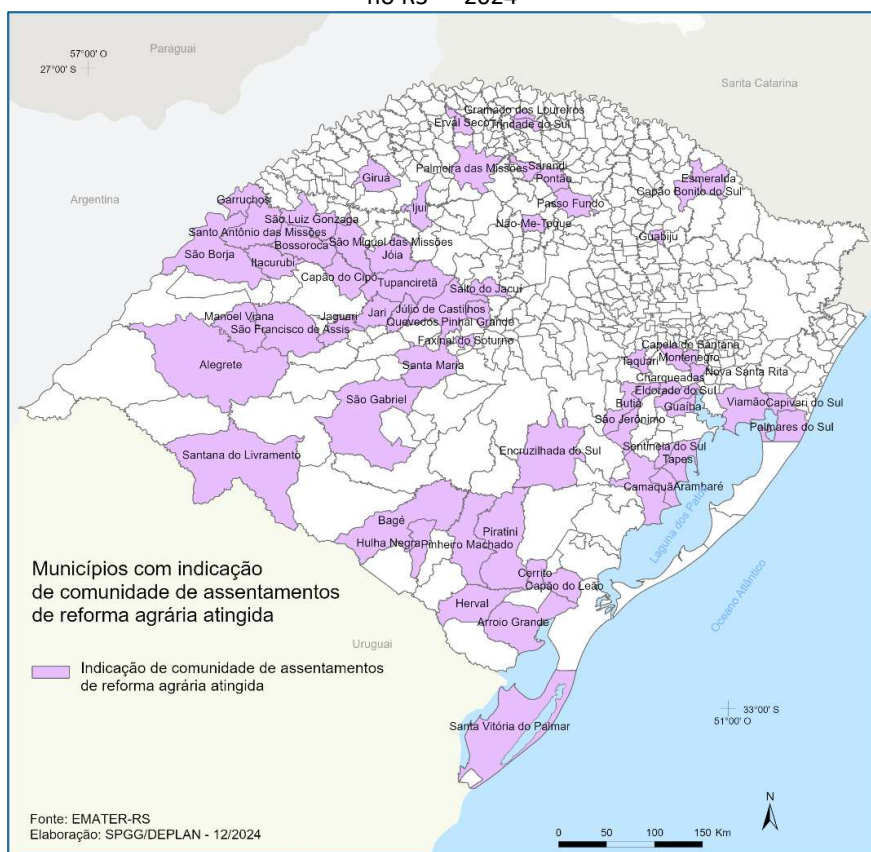 no RS — 2024
Paraguai
57°00' O
27°00' S
Santa Catarina
Gramado dos Loureiros
Erval Seco
Trindade do Sul
Palmeira das Missões
Sarandi
Pontão
Giruá
Esmeralda
Capão Bonito do Sul
Argentina
Garruchos
Ijuí
Passo Fundo
São Luiz Gonzaga
Não-Me-Toque
Santo Antônio das Missões
Guabiju
Bossoroca
São Miguel das Missões
São Borja
Itacurubi
Jóia
Capão do Cipó
Tupanciretã
Salto do Jacuí
Manoel Viana
Jaguari
Jari
Júlio de Castilhos
São Francisco de Assis
Quevedos
Pinhal Grande
Faxinal do Soturno
Capela de Santana
Alegrete
Santa Maria
Taquari
Montenegro
Nova Santa Rita
Charqueadas
Eldorado do Sul
São Gabriel
Butiá
Guaíba
Viamão
Capivari do Sul
São Jerônimo
Palmares do Sul
Santana do Livramento
Encruzilhada do Sul
Sentinela do Sul
Tapes
Camaquã
Arambaré
Laguna dos Patos
Bagé
Piratini
Hulha Negra
Pinheiro Machado
Oceano Atlântico
Municípios com indicação
de comunidade de assentamentos
de reforma agrária atingida
Cerrito
Capão do Leão
Herval
Arroio Grande
Uruguai
Indicação de comunidade de assentamentos
de reforma agrária atingida
33°00' S
51°00' O
Santa Vitória do Palmar
N
Fonte: EMATER-RS
Elaboração: SPGG/DEPLAN - 12/2024
0 50 100 150 Km